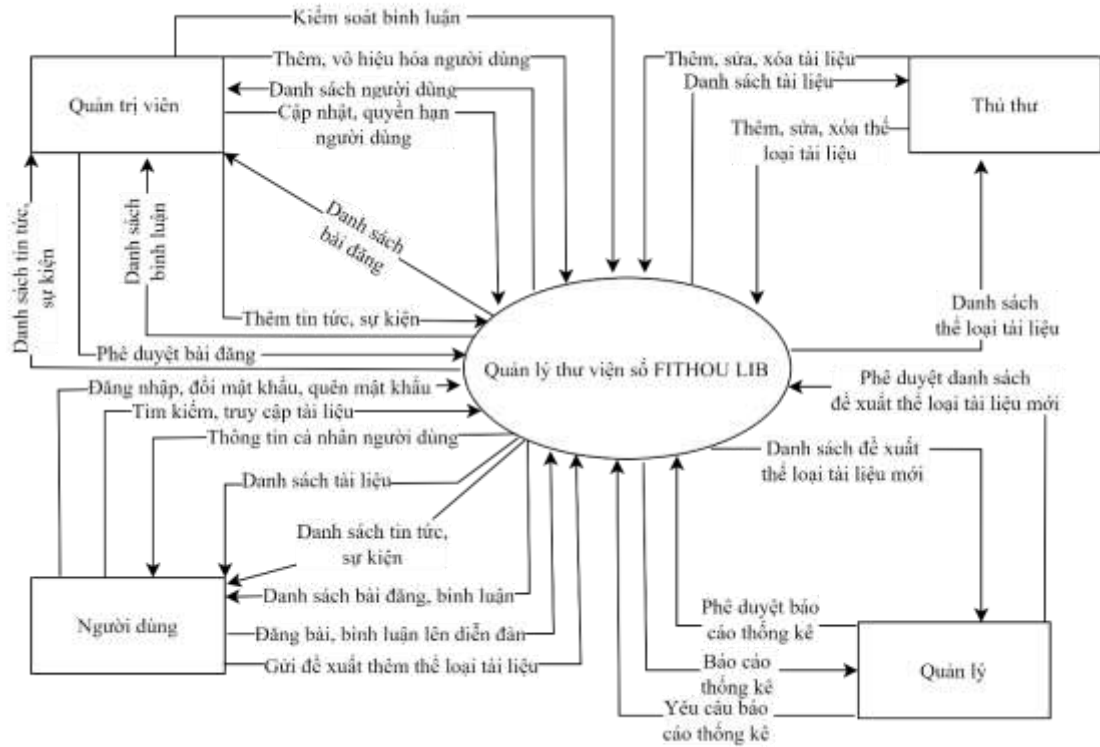 Kiểm soát bình luận
Thêm, vô hiệu hóa người dùng
Danh sách người dùng
Cập nhật, quyền hạn
người dùng
Quản trị viên
Thêm, sửa, xóa tài liệu
Danh sách tài liệu
Thêm, sửa, xóa thể
loại tài liệu
Thủ thư
Danh sách tin tức,
sự kiện
Danh sách
bình luận
Danh sách
bài đăng
Thêm tin tức, sự kiện
Phê duyệt bài đăng
Quản lý thư viện số FITHOU LIB
Danh sách
thể loại tài liệu
Đăng nhập, đổi mật khẩu, quên mật khẩu
Tìm kiếm, truy cập tài liệu
Thông tin cá nhân người dùng
Danh sách tài liệu
Danh sách tin tức,
sự kiện
Danh sách bài đăng, bình luận
Đăng bài, bình luận lên diễn đàn
Gửi đề xuất thêm thể loại tài liệu
Người dùng
Phê duyệt danh sách
đề xuất thể loại tài liệu mới
Danh sách đề xuất
thể loại tài liệu mới
Phê duyệt báo
cáo thống kê
Báo cáo
thống kê
Yêu cầu báo
cáo thống kê
Quản lý